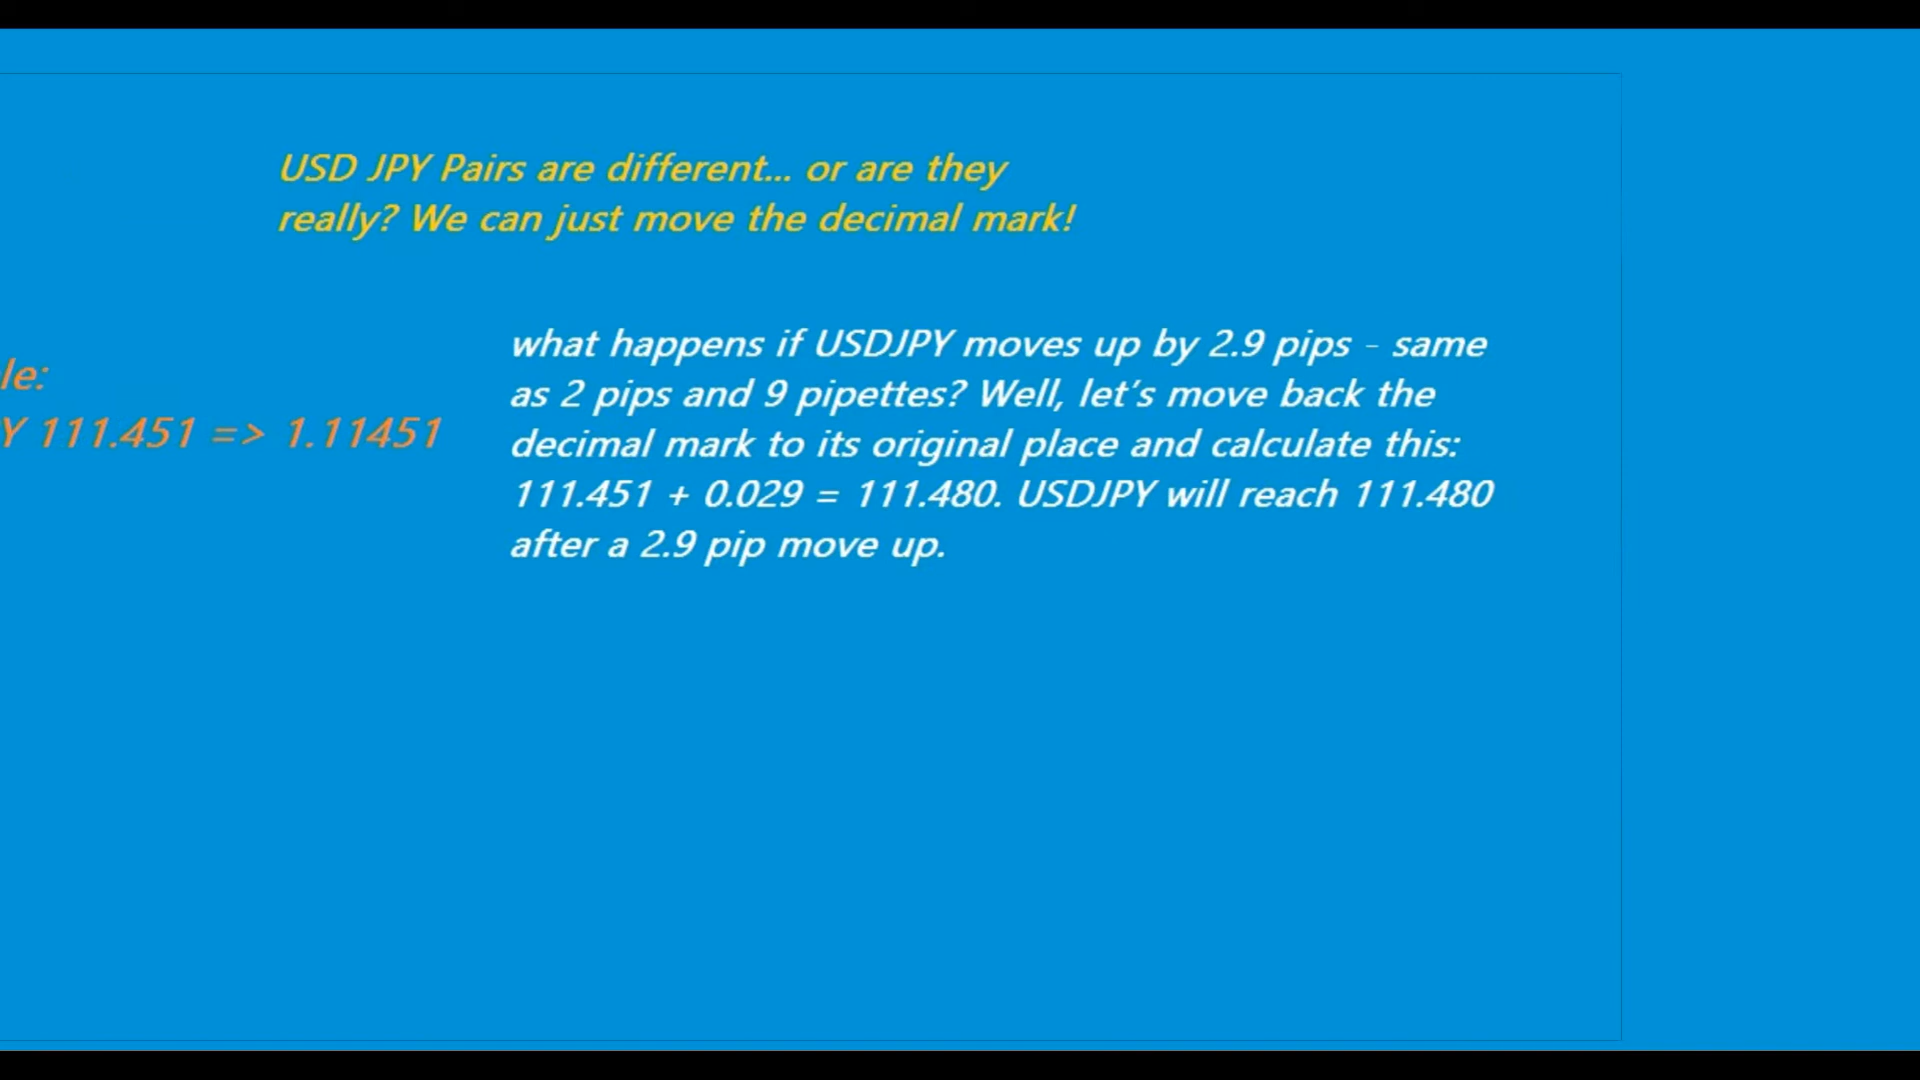 USD JPY Pairs are different... or are they
really? We can just move the decimal mark!
le:
Y 111.451 => 1.11451
what happens if USDJPY moves up by 2.9 pips - same
as 2 pips and 9 pipettes? Well, let's move back the
decimal mark to its original place and calculate this:
111.451 + 0.029 = 111.480. USDJPY will reach 111.480
after a 2.9 pip move up.